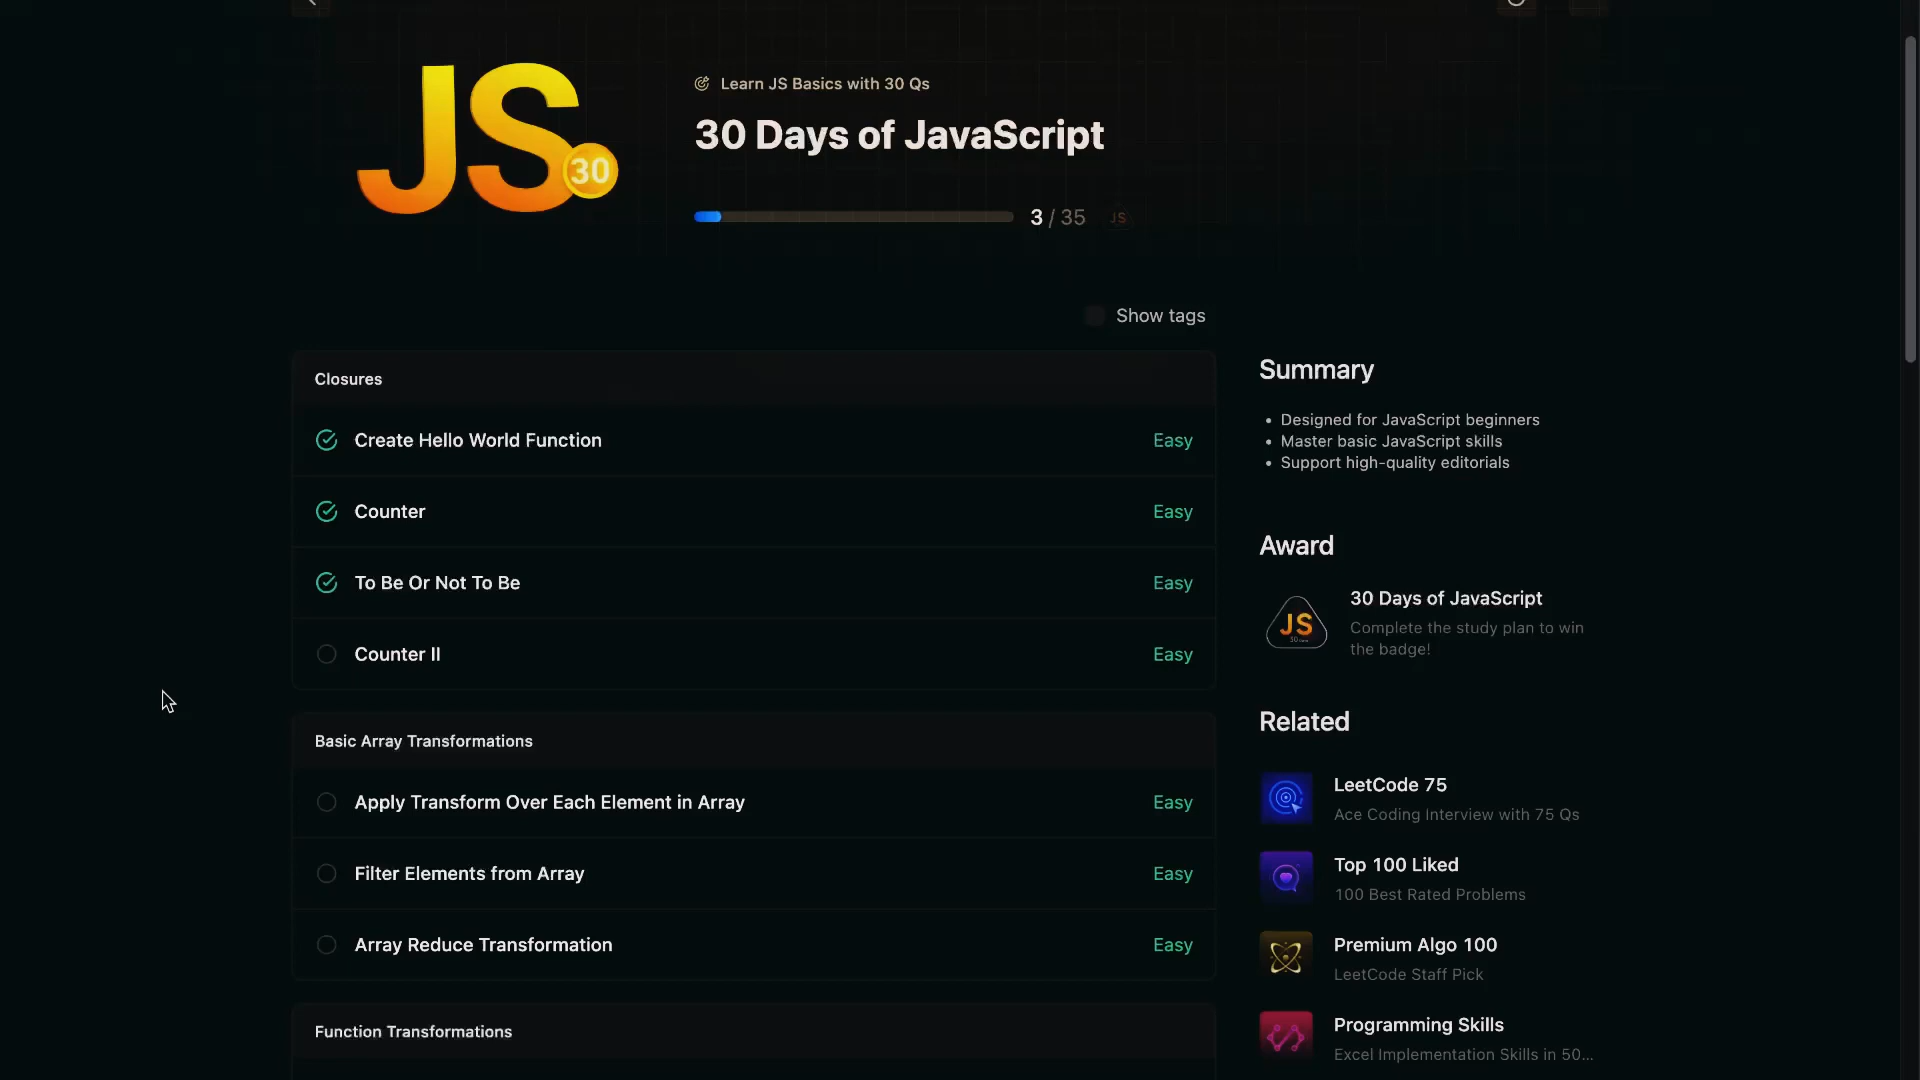 JS
30
Learn JS Basics with 30 Qs
30 Days of JavaScript
3 / 35
JS
Show tags
Closures
Create Hello World Function
Easy
Counter
Easy
To Be Or Not To Be
Easy
Counter II
Easy
Basic Array Transformations
Apply Transform Over Each Element in Array
Easy
Filter Elements from Array
Easy
Array Reduce Transformation
Easy
Function Transformations
Summary
• Designed for JavaScript beginners
• Master basic JavaScript skills
• Support high-quality editorials
Award
JS
30 Days of JavaScript
Complete the study plan to win
the badge!
Related
LeetCode 75
Ace Coding Interview with 75 Qs
Top 100 Liked
100 Best Rated Problems
Premium Algo 100
LeetCode Staff Pick
Programming Skills
Excel Implementation Skills in 50...